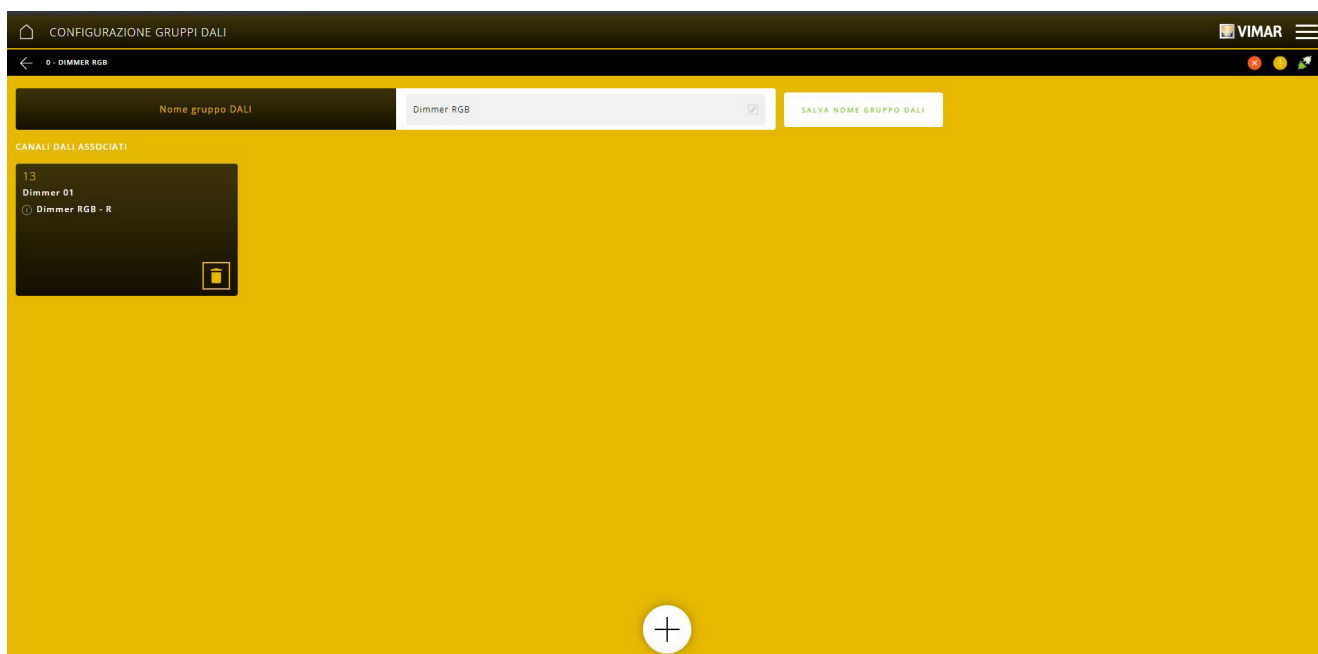 CONFIGURAZIONE GRUPPI DALI
VIMAR
0 - DIMMER RGB
Nome gruppo DALI
Dimmer RGB
SALVA NOME GRUPPO DALI
CANALI DALI ASSOCIATI
13
Dimmer 01
Dimmer RGB - R